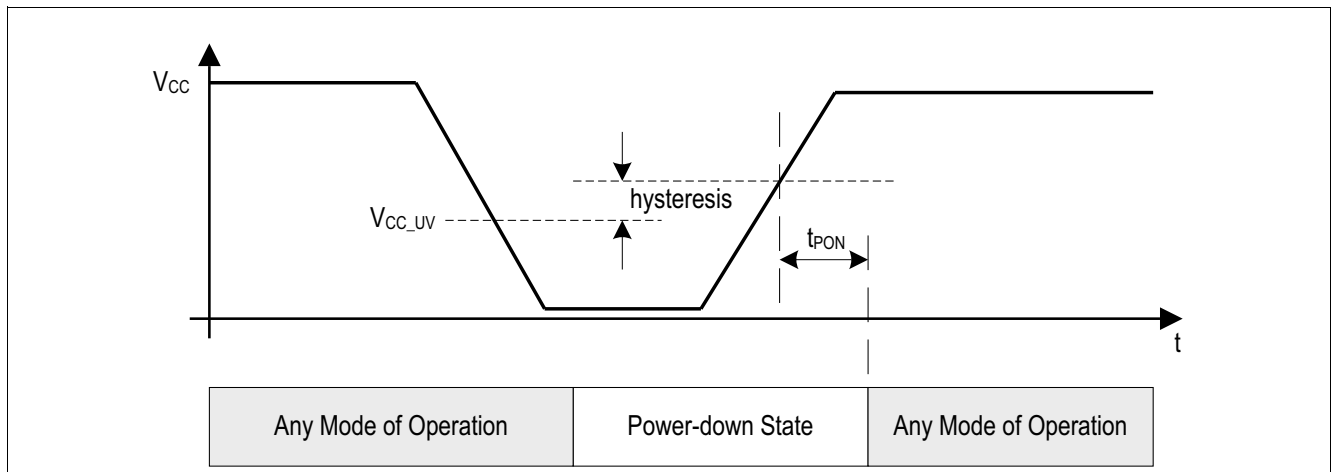 VCC
hysteresis
VCC_UV
tPON
t
Any Mode of Operation
Power-down State
Any Mode of Operation